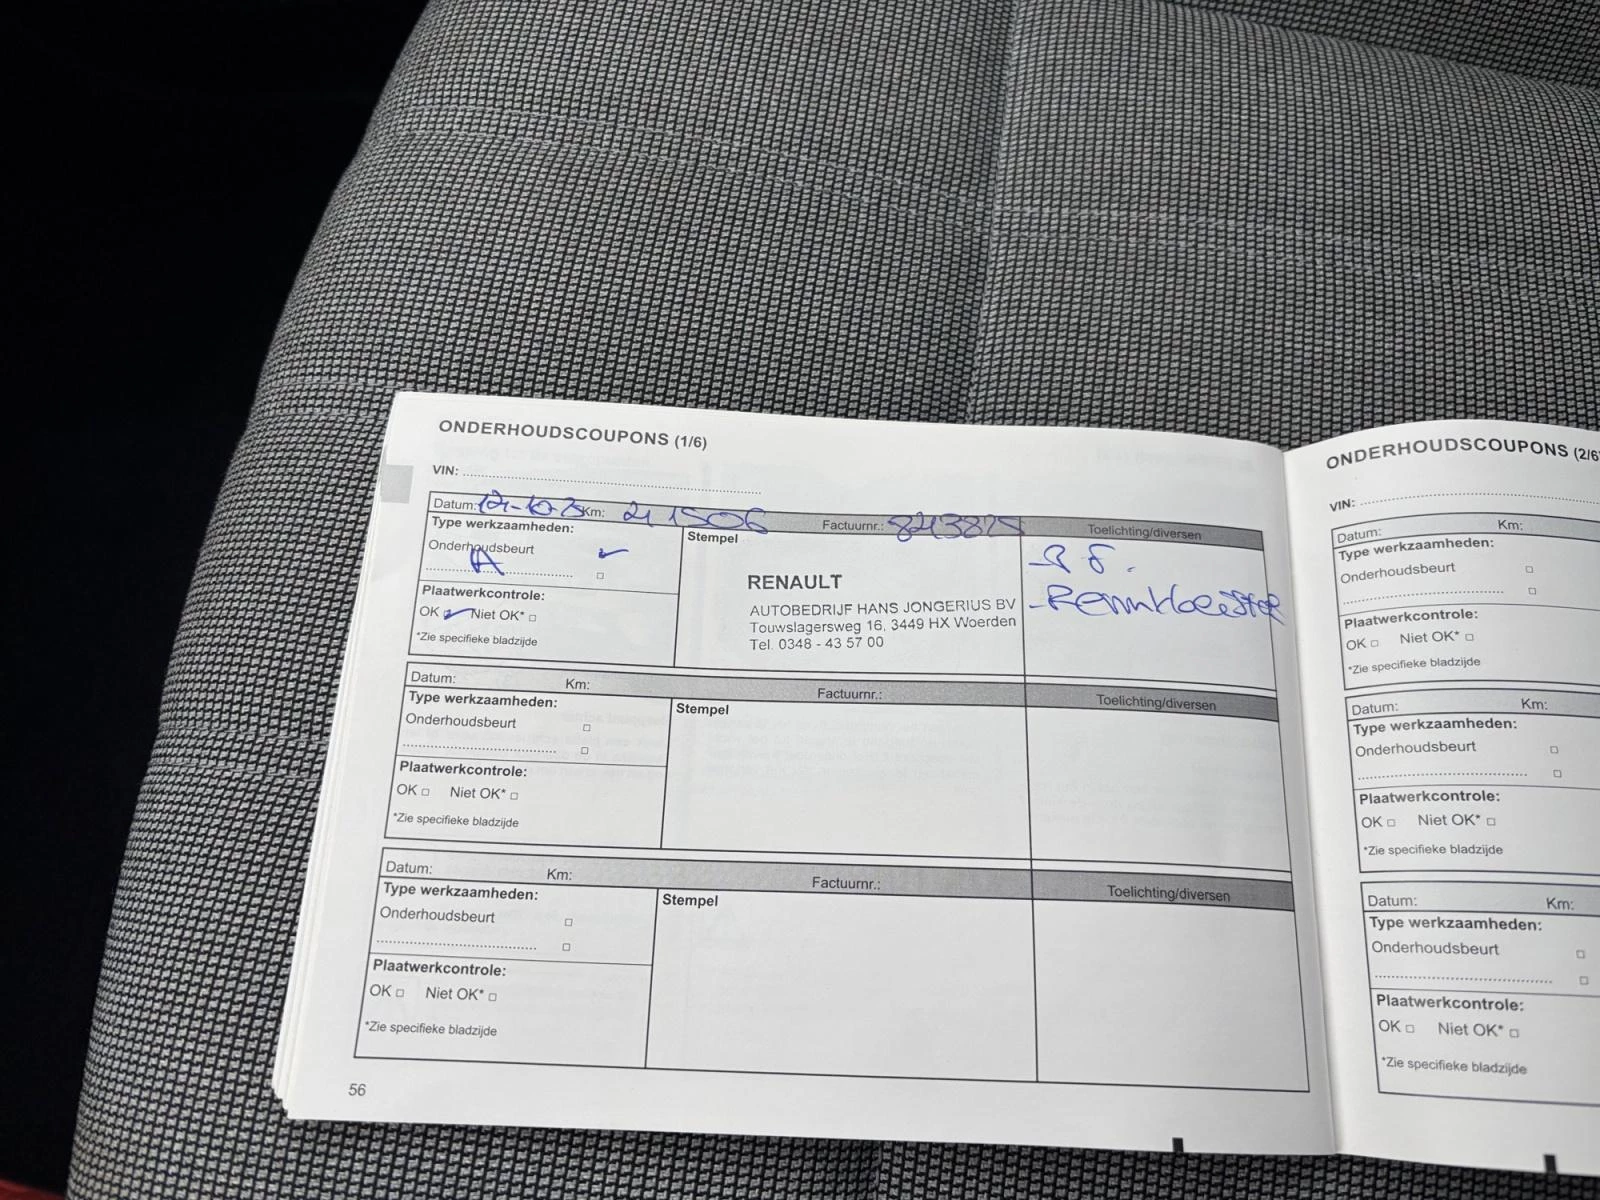 ONDERHOUDSCOUPONS (1/6)
VIN:
Datum: Km: Factuurnr.: Toelichting/diversen
Type werkzaamheden:
Onderhoudsbeurt
A
Plaatwerkcontrole:
OK Niet OK*
*Zie specifieke bladzijde
Stempel
RENAULT
AUTOBEDRIJF HANS JONGERIUS BV
Touwslagersweg 16, 3449 HX Woerden
Tel. 0348 - 43 57 00
Datum: Km: Factuurnr.: Toelichting/diversen
Type werkzaamheden:
Onderhoudsbeurt
Plaatwerkcontrole:
OK Niet OK*
*Zie specifieke bladzijde
Stempel
Datum: Km: Factuurnr.: Toelichting/diversen
Type werkzaamheden:
Onderhoudsbeurt
Plaatwerkcontrole:
OK Niet OK*
*Zie specifieke bladzijde
Stempel
56
ONDERHOUDSCOUPONS (2/6
VIN:
Datum: Km:
Type werkzaamheden:
Onderhoudsbeurt
Plaatwerkcontrole:
OK Niet OK*
*Zie specifieke bladzijde
Datum: Km:
Type werkzaamheden:
Onderhoudsbeurt
Plaatwerkcontrole:
OK Niet OK*
*Zie specifieke bladzijde
Datum: Km:
Type werkzaamheden:
Onderhoudsbeurt
Plaatwerkcontrole:
OK Niet OK*
*Zie specifieke bladzijde